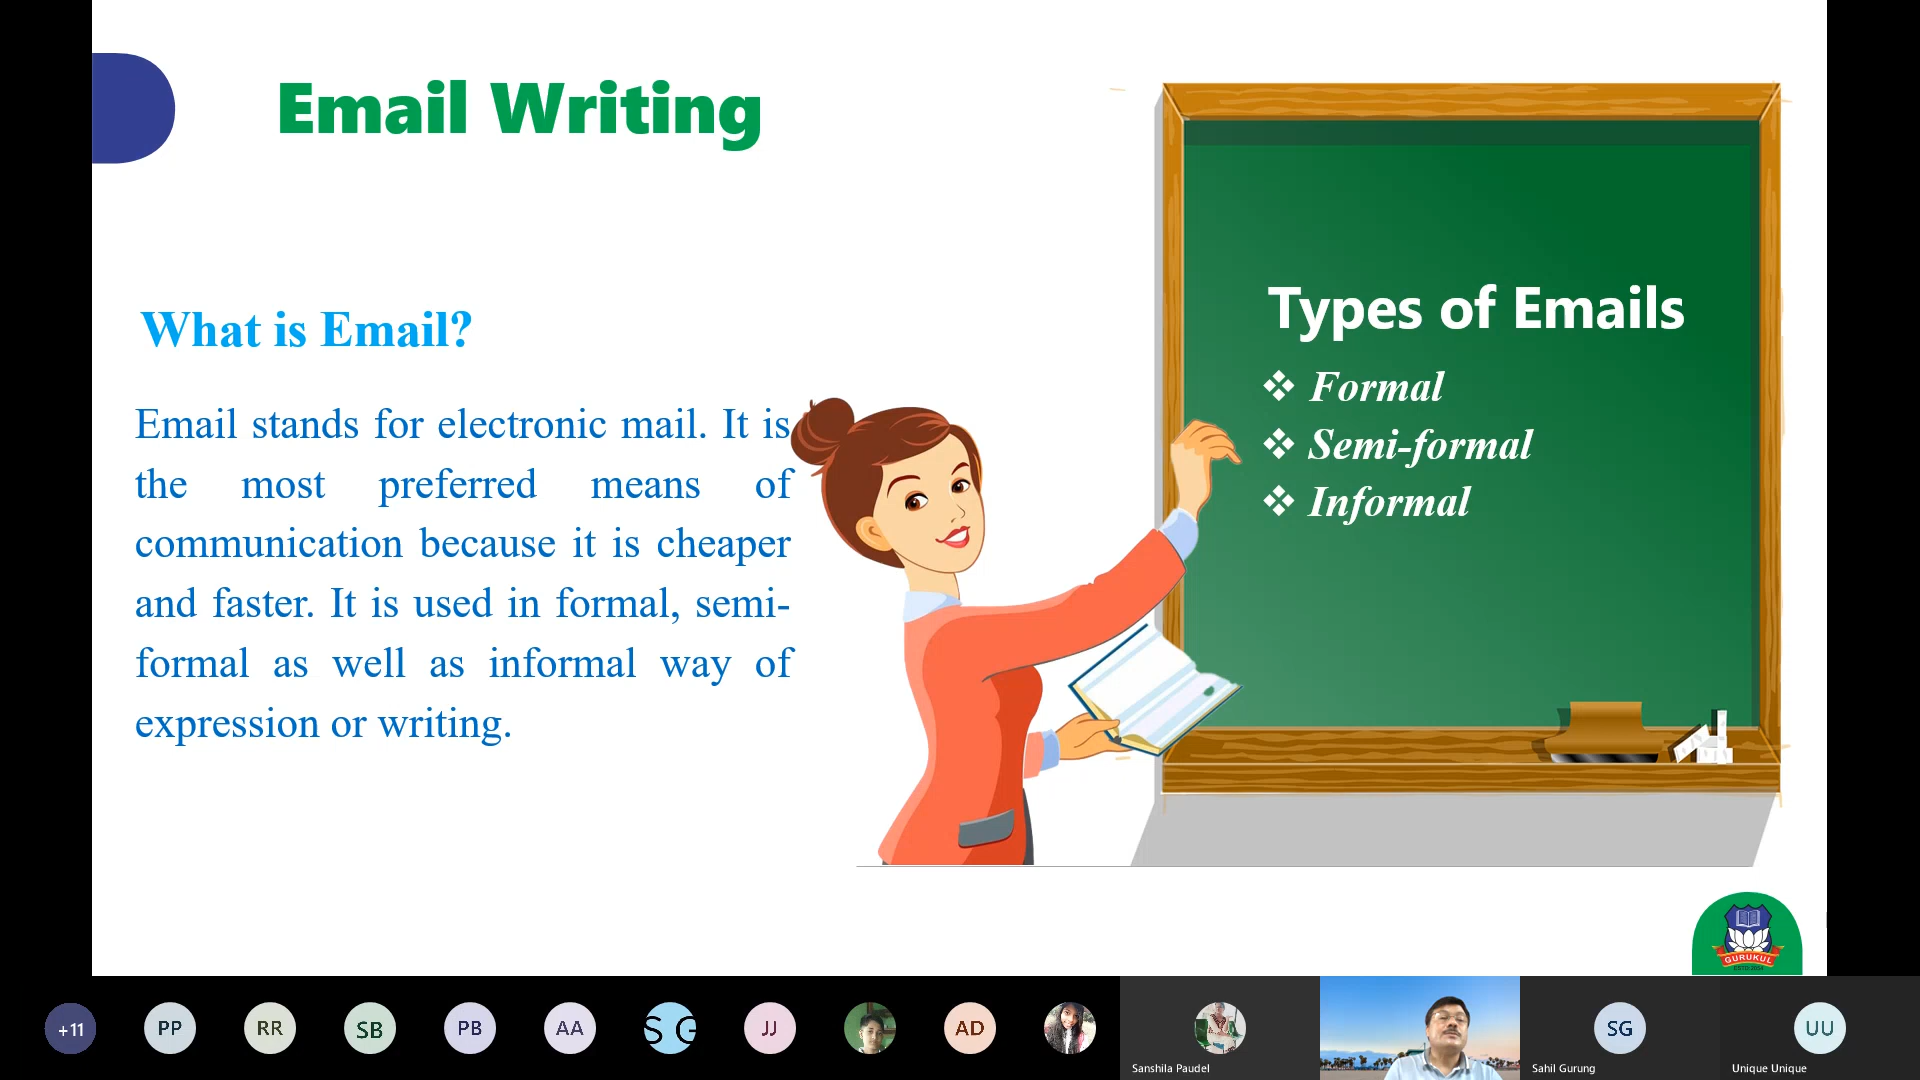 Email Writing
What is Email?
Email stands for electronic mail. It is
the most preferred means of
communication because it is cheaper
and faster. It is used in formal, semi-
formal as well as informal way of
expression or writing.
Types of Emails
❖ Formal
❖ Semi-formal
❖ Informal
GURUKUL
+11
PP
RR
SB
PB
AA
S G
JJ
AD
Sanshila Paudel
SG
Sahil Gurung
UU
Unique Unique